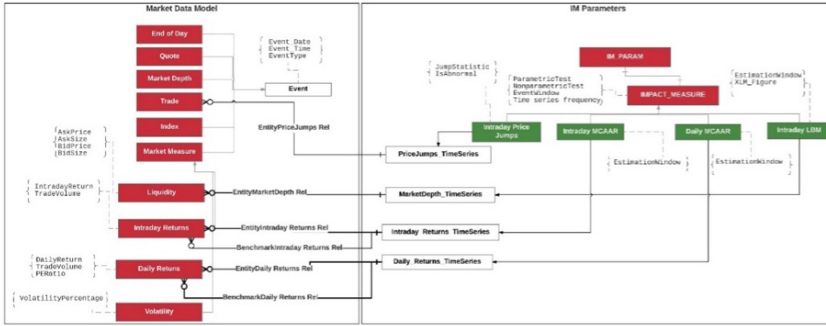 Market Data Model
IM Parameters
End of Day
Quote
Market Depth
Trade
Index
Market Measure
Liquidity
Intraday Returns
Daily Returns
Volatility
Event_Date
Event_Time
EventType
Event
AskPrice
AskSize
BidPrice
BidSize
IntradayReturn
TradeVolume
DailyReturn
TradeVolume
PERatio
VolatilityPercentage
EntityPriceJumps Rel
EntityMarketDepth Rel
EntityIntraday Returns Rel
BenchmarkIntraday Returns Rel
EntityDaily Returns Rel
BenchmarkDaily Returns Rel
PriceJumps_TimeSeries
MarketDepth_TimeSeries
Intraday_Returns_TimeSeries
Daily_Returns_TimeSeries
JumpStatistic
IsAbnormal
ParametricTest
NonparametricTest
EventWindow
Time series frequency
IM_PARAM
IMPACT_MEASURE
EstimationWindow
XLM_Figure
Intraday Price
Jumps
Intraday MCAAR
Daily MCAAR
Intraday LBM
EstimationWindow
EstimationWindow